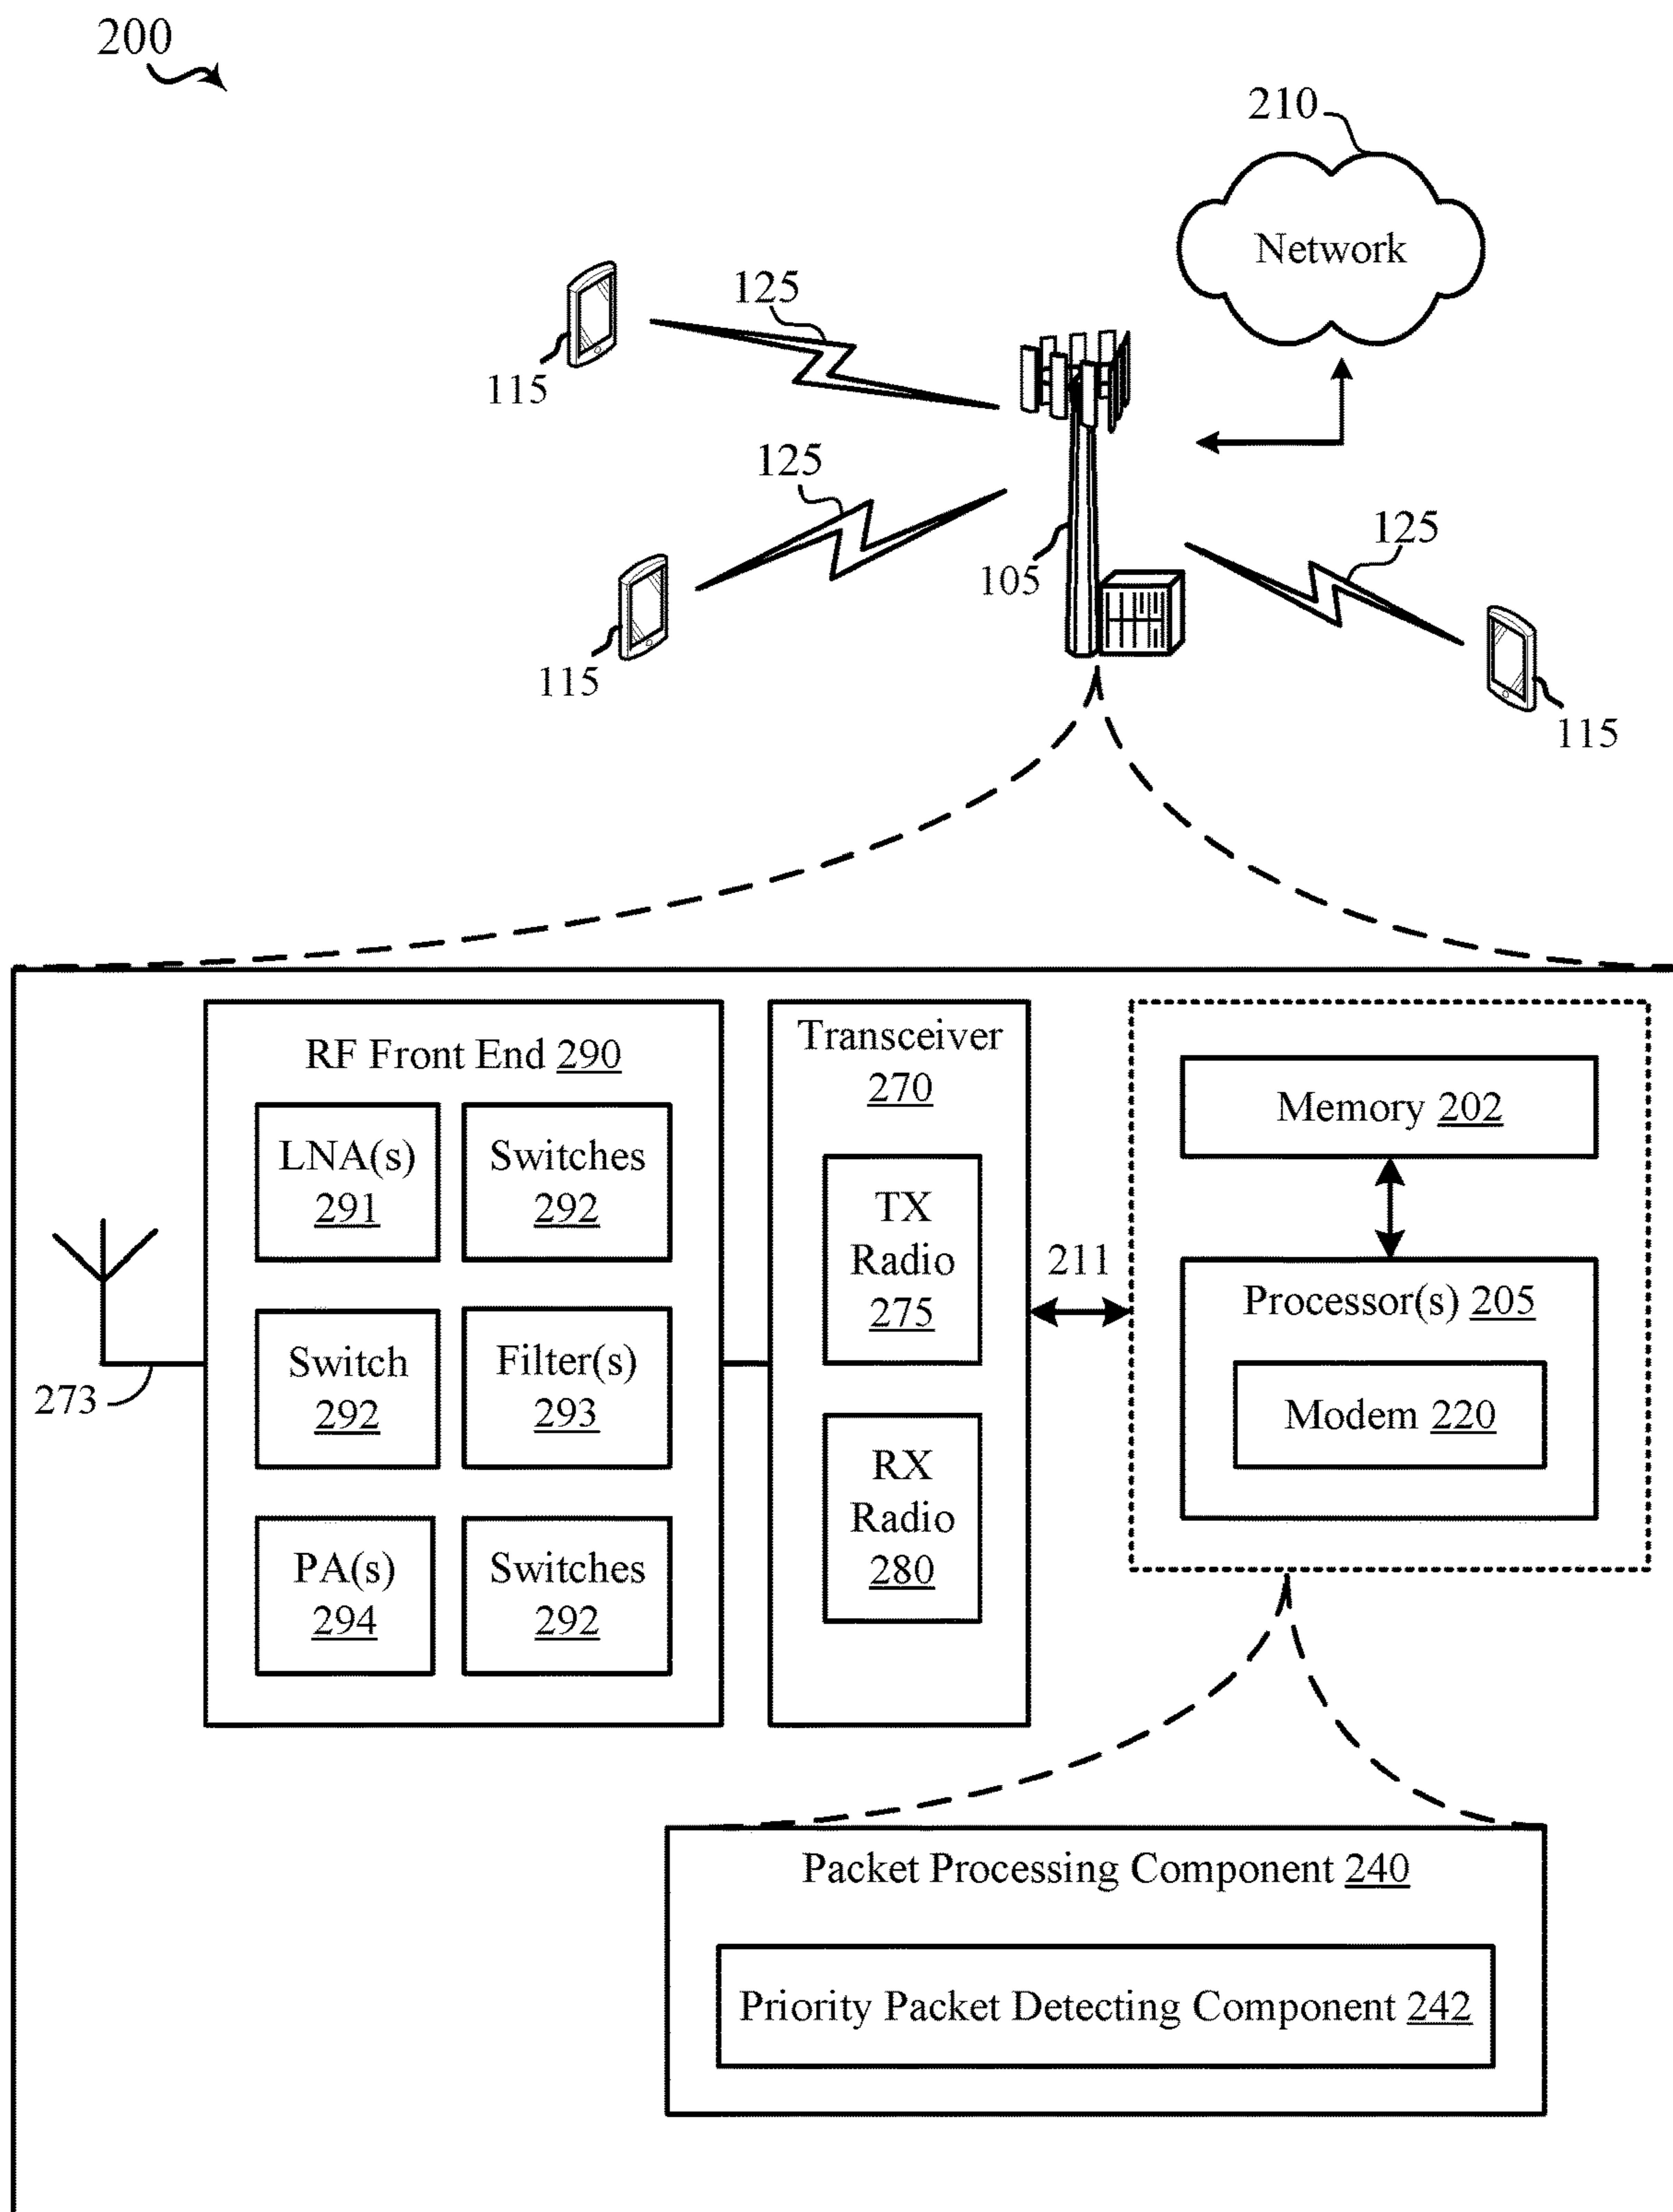 200
210
Network
125
115
125
105
125
115
115
RF Front End 290
LNA(s)
291
Switches
292
Switch
292
Filter(s)
293
PA(s)
294
Switches
292
273
Transceiver
270
TX
Radio
275
RX
Radio
280
211
Memory 202
Processor(s) 205
Modem 220
Packet Processing Component 240
Priority Packet Detecting Component 242